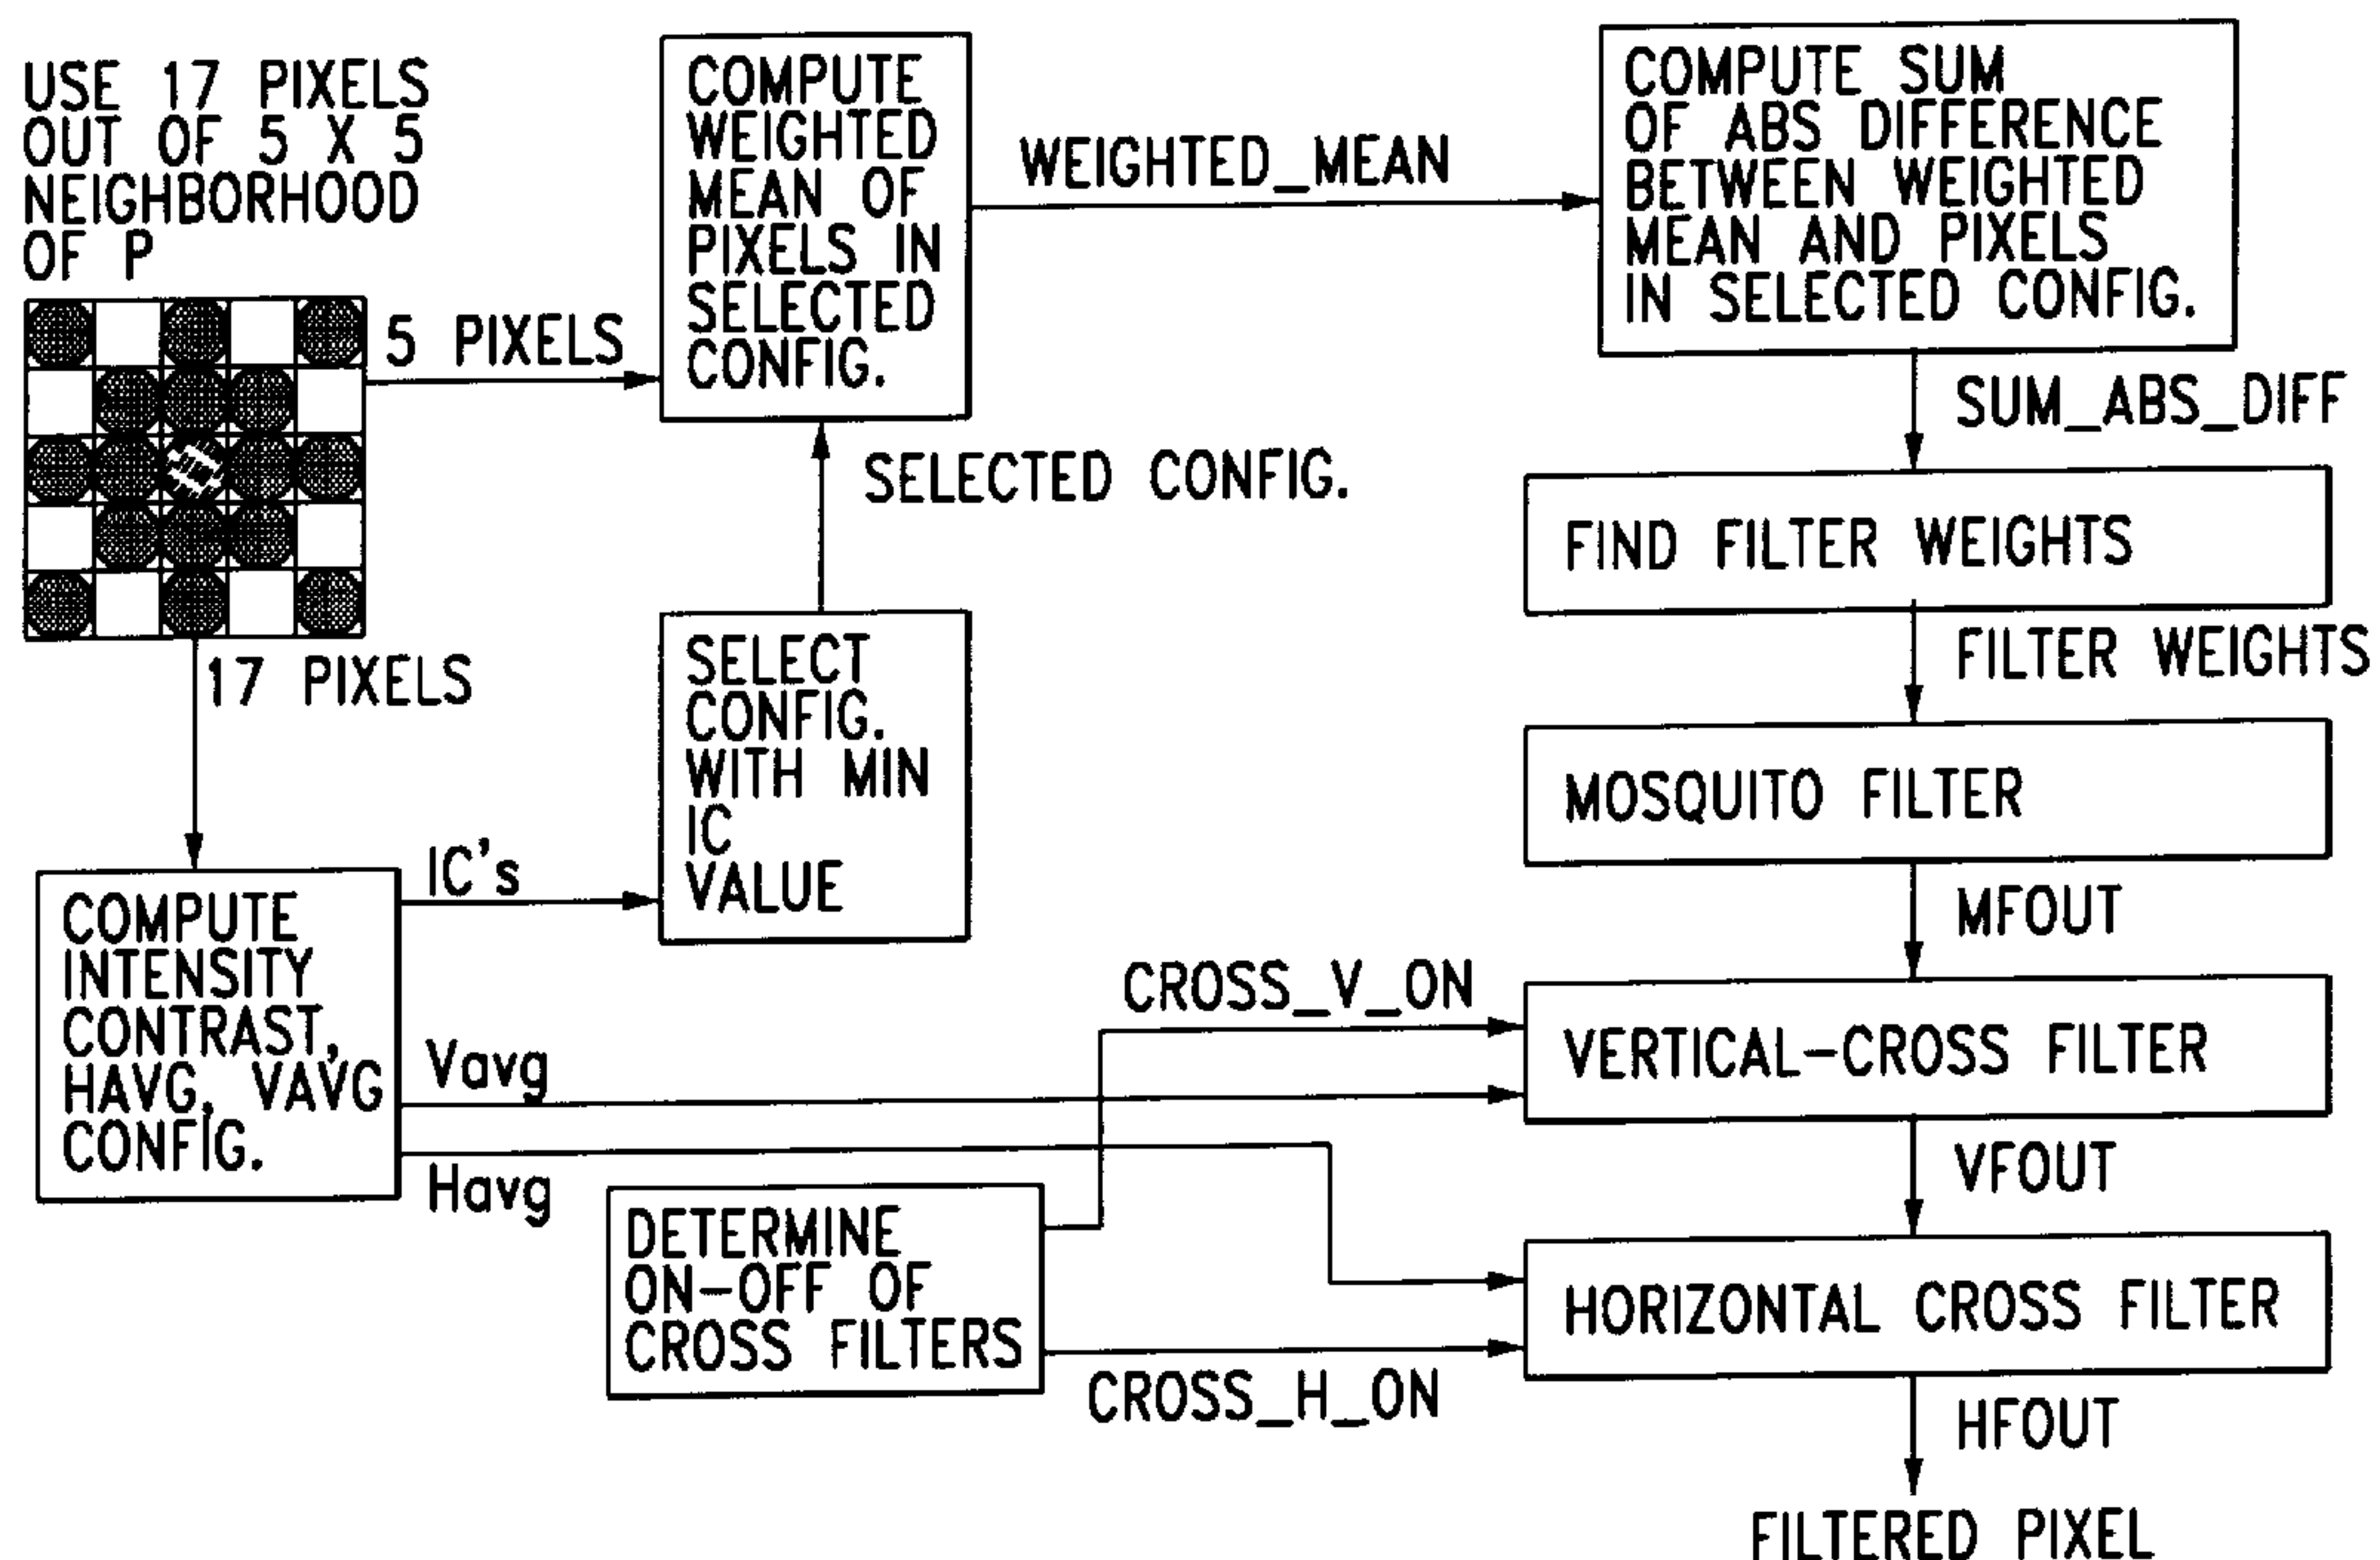 USE 17 PIXELS
OUT OF 5 X 5
NEIGHBORHOOD
OF P
5 PIXELS
17 PIXELS
COMPUTE
WEIGHTED
MEAN OF
PIXELS IN
SELECTED
CONFIG.
WEIGHTED_MEAN
COMPUTE SUM
OF ABS DIFFERENCE
BETWEEN WEIGHTED
MEAN AND PIXELS
IN SELECTED CONFIG.
SUM_ABS_DIFF
SELECTED CONFIG.
FIND FILTER WEIGHTS
FILTER WEIGHTS
SELECT
CONFIG.
WITH MIN
IC
VALUE
MOSQUITO FILTER
MFOUT
COMPUTE
INTENSITY
CONTRAST,
HAVG, VAVG
CONFIG.
IC's
Vavg
Havg
CROSS_V_ON
VERTICAL-CROSS FILTER
VFOUT
DETERMINE
ON-OFF OF
CROSS FILTERS
CROSS_H_ON
HORIZONTAL CROSS FILTER
HFOUT
FILTERED PIXEL